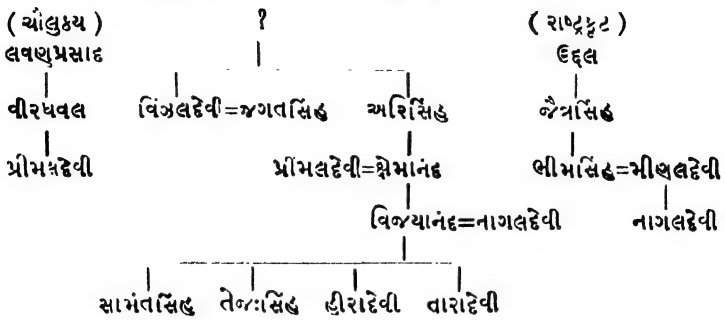 ( ચૌલુક્ય ) ? ( રાષ્ટ્રકૂટ )
લવણપ્રસાદ ઉદ્દલ
વીરધવલ વિંઝલદેવી=જગતસિંહ અરિસિંહ જૈત્રસિંહ
પ્રીમલદેવી પ્રીમલદેવી=ક્ષેમાનંદ ભીમસિંહ=મીણલદેવી
વિજયાનંદ=નાગલદેવી નાગલદેવી
સામંતસિંહ તેજઃસિંહ હીરાદેવી તારાદેવી